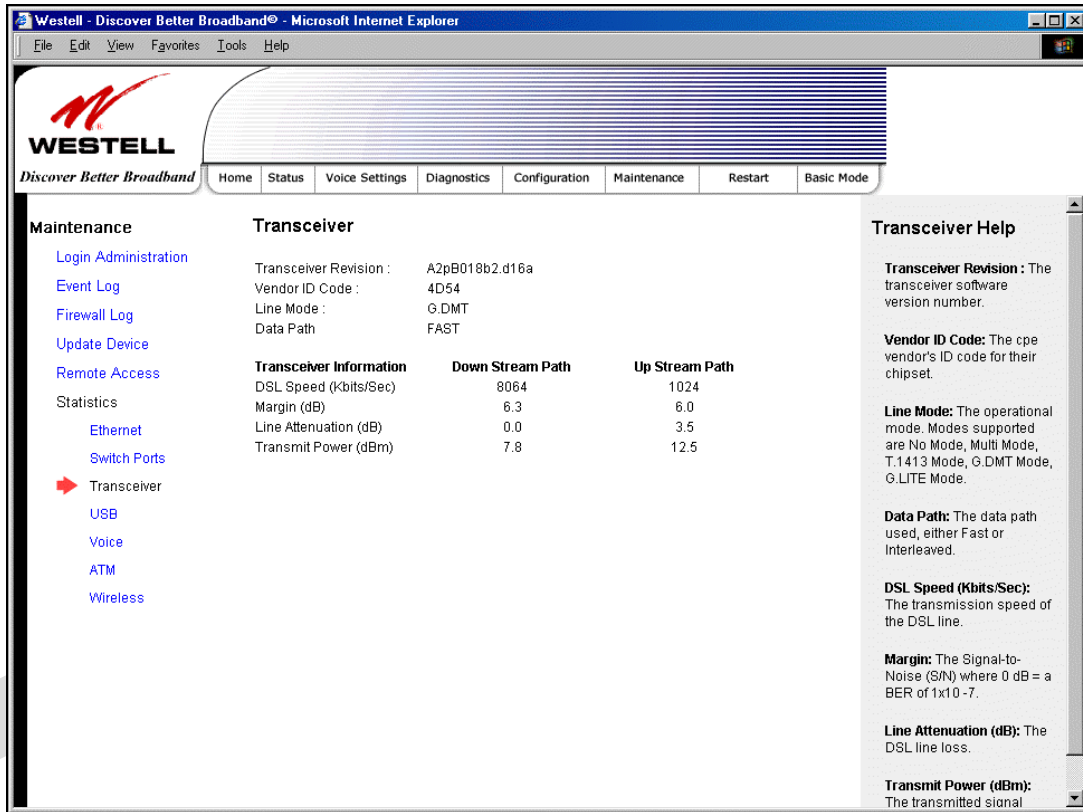 Westell - Discover Better Broadband® - Microsoft Internet Explorer
File Edit View Favorites Tools Help
WESTELL
Discover Better Broadband
Home Status Voice Settings Diagnostics Configuration Maintenance Restart Basic Mode
Maintenance
Login Administration
Event Log
Firewall Log
Update Device
Remote Access
Statistics
Ethernet
Switch Ports
Transceiver
USB
Voice
ATM
Wireless
Transceiver
Transceiver Revision : A2pB018b2.d16a
Vendor ID Code : 4D54
Line Mode : G.DMT
Data Path FAST
Transceiver Information Down Stream Path Up Stream Path
DSL Speed (Kbits/Sec) 8064 1024
Margin (dB) 6.3 6.0
Line Attenuation (dB) 0.0 3.5
Transmit Power (dBm) 7.8 12.5
Transceiver Help
Transceiver Revision : The
transceiver software
version number.
Vendor ID Code: The cpe
vendor's ID code for their
chipset.
Line Mode: The operational
mode. Modes supported
are No Mode, Multi Mode,
T.1413 Mode, G.DMT Mode,
G.LITE Mode.
Data Path: The data path
used, either Fast or
Interleaved.
DSL Speed (Kbits/Sec):
The transmission speed of
the DSL line.
Margin: The Signal-to-
Noise (S/N) where 0 dB = a
BER of 1x10 -7.
Line Attenuation (dB): The
DSL line loss.
Transmit Power (dBm):
The transmitted signal